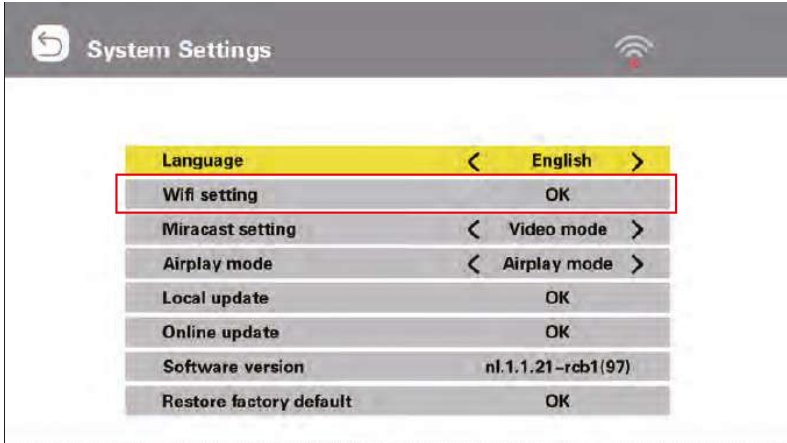 System Settings
Language < English >
Wifi setting OK
Miracast setting < Video mode >
Airplay mode < Airplay mode >
Local update OK
Online update OK
Software version nl.1.1.21-rcb1(97)
Restore factory default OK